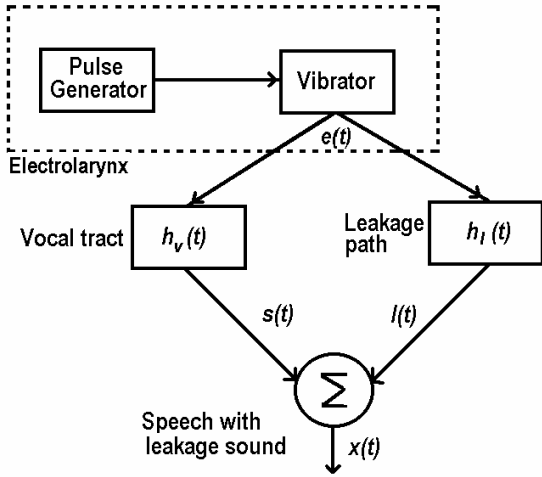 Pulse
Generator
Vibrator
e(t)
Electrolarynx
Vocal tract
h_v(t)
Leakage
path
h_l(t)
s(t)
l(t)
Σ
Speech with
leakage sound
x(t)